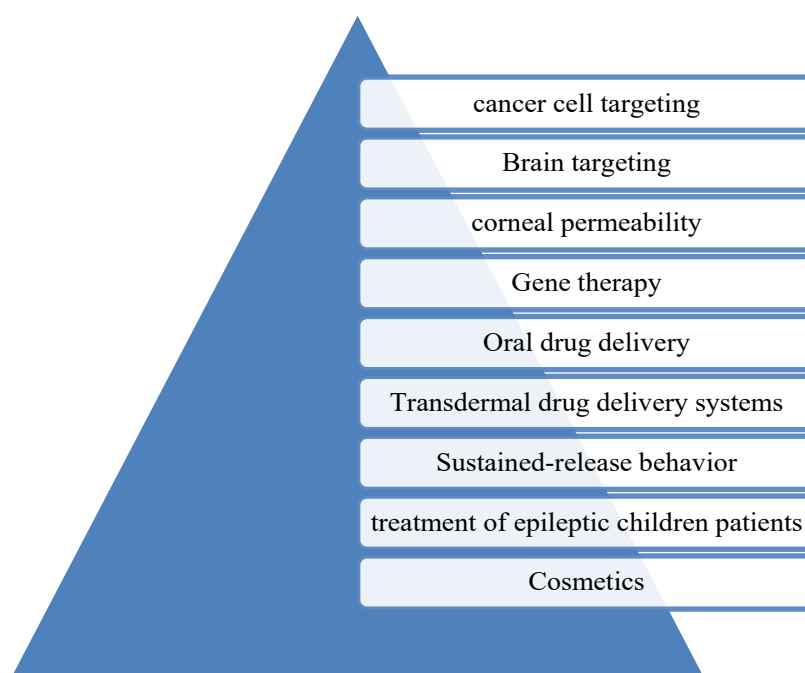 cancer cell targeting
Brain targeting
corneal permeability
Gene therapy
Oral drug delivery
Transdermal drug delivery systems
Sustained-release behavior
treatment of epileptic children patients
Cosmetics